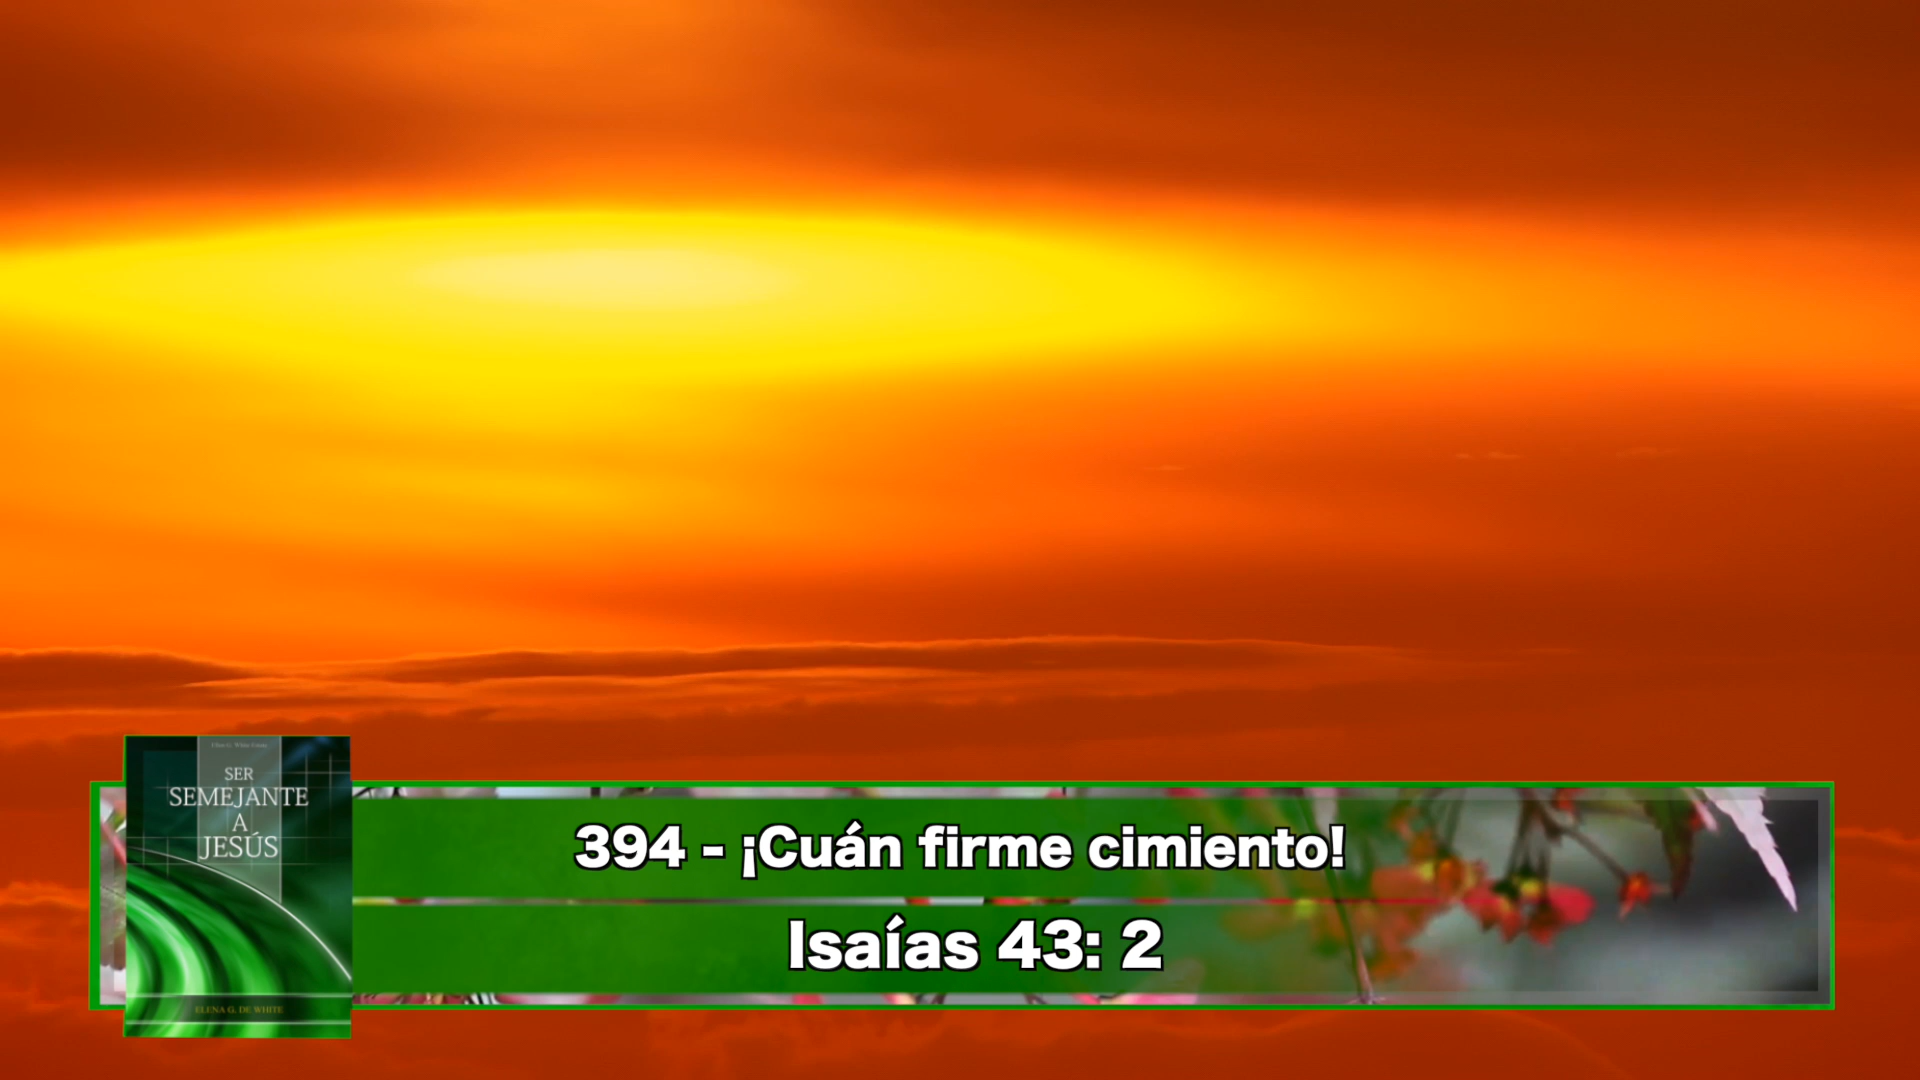 SER
SEMEJANTE
A
JESÚS
ELENA G. DE WHITE
394 - ¡Cuán firme cimiento!
Isaías 43: 2